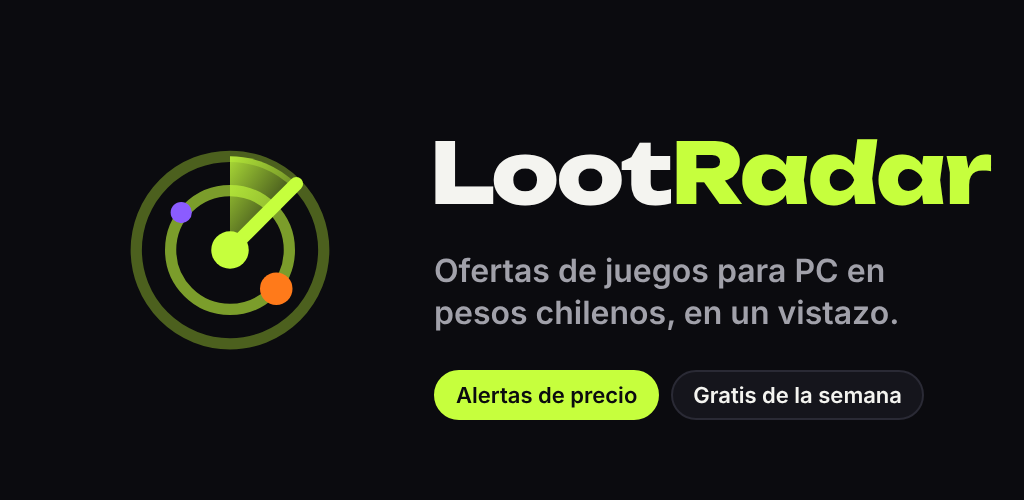 LootRadar
Ofertas de juegos para PC en
pesos chilenos, en un vistazo.
Alertas de precio
Gratis de la semana